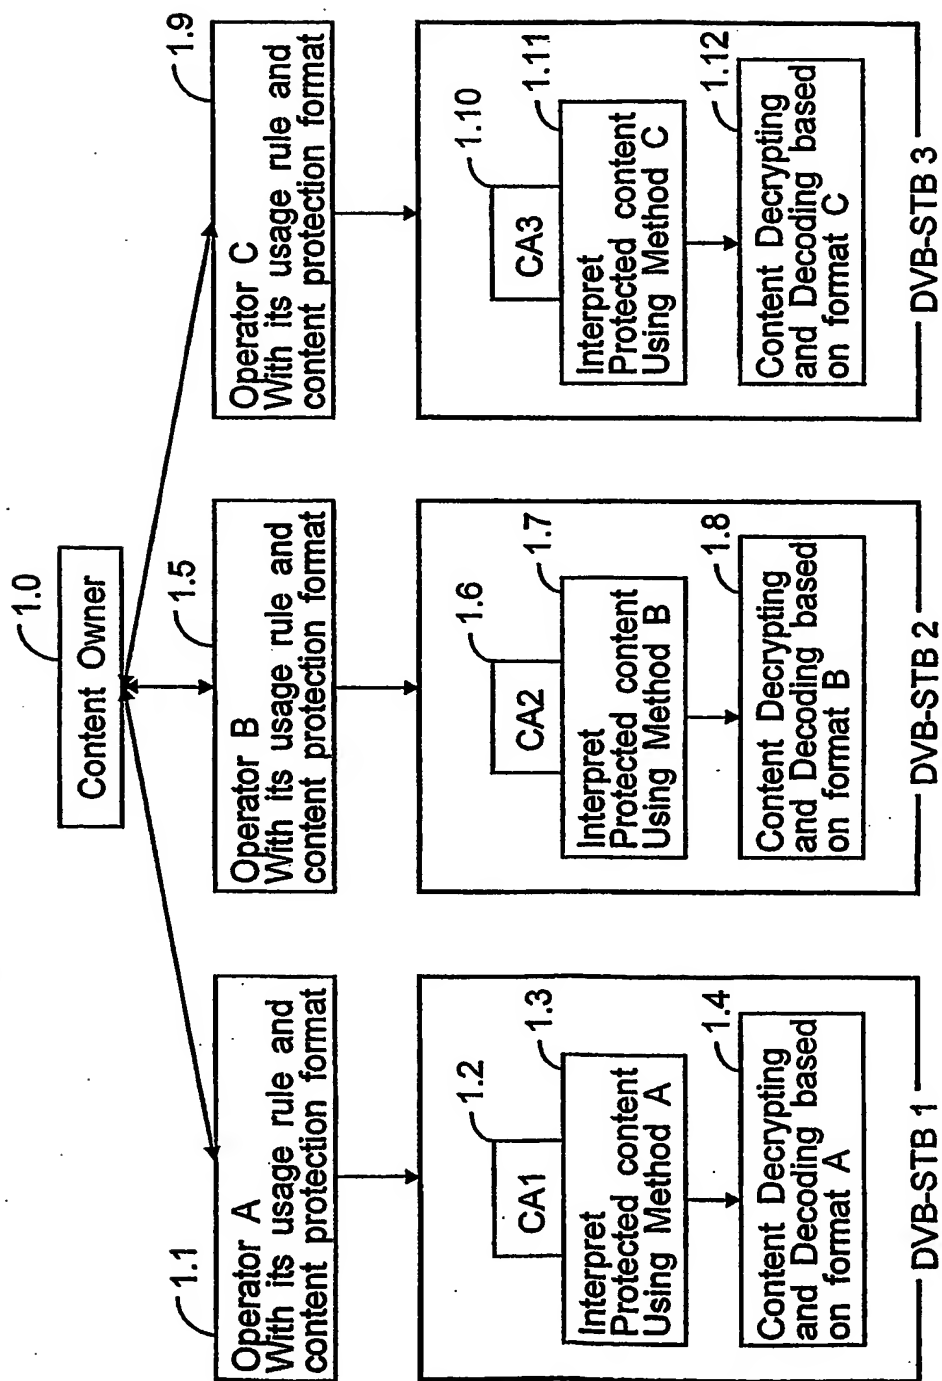 1.0
Content Owner
1.1
Operator A
With its usage rule and
content protection format
1.2
CA1
1.3
Interpret
Protected content
Using Method A
1.4
Content Decrypting
and Decoding based
on format A
DVB-STB 1
1.5
Operator B
With its usage rule and
content protection format
1.6
CA2
1.7
Interpret
Protected content
Using Method B
1.8
Content Decrypting
and Decoding based
on format B
DVB-STB 2
1.9
Operator C
With its usage rule and
content protection format
1.10
CA3
1.11
Interpret
Protected content
Using Method C
1.12
Content Decrypting
and Decoding based
on format C
DVB-STB 3